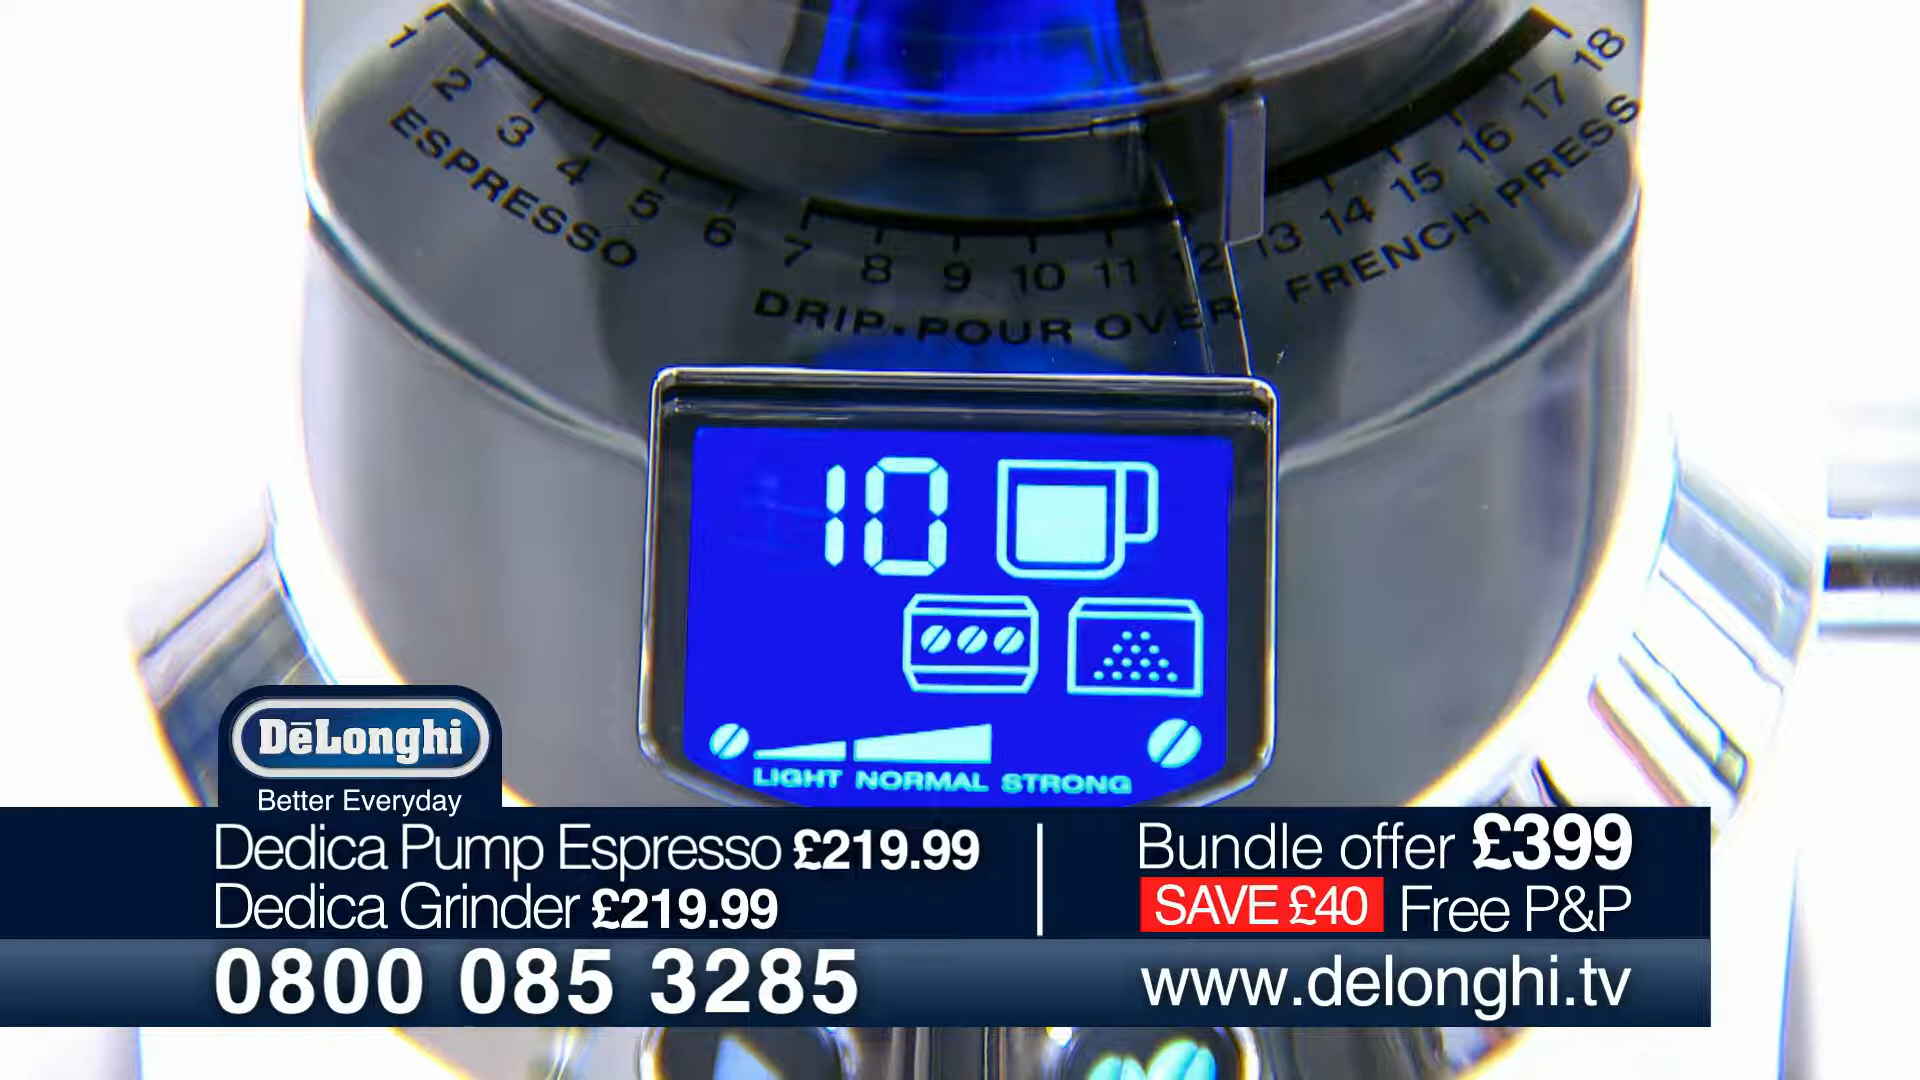 1 2 3 4 5 6 7 8 9 10 11 12 13 14 15 16 17 18
ESPRESSO
DRIP-POUR OVER
FRENCH PRESS
10
LIGHT NORMAL STRONG
DēLonghi
Better Everyday
Dedica Pump Espresso £219.99
Dedica Grinder £219.99
Bundle offer £399
SAVE £40 Free P&P
0800 085 3285
www.delonghi.tv